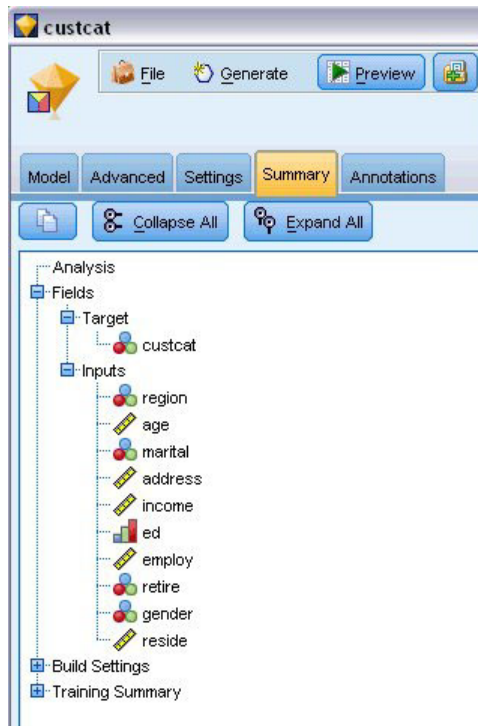 custcat
File Generate Preview
Model Advanced Settings Summary Annotations
Collapse All Expand All
Analysis
Fields
Target
custcat
Inputs
region
age
marital
address
income
ed
employ
retire
gender
reside
Build Settings
Training Summary